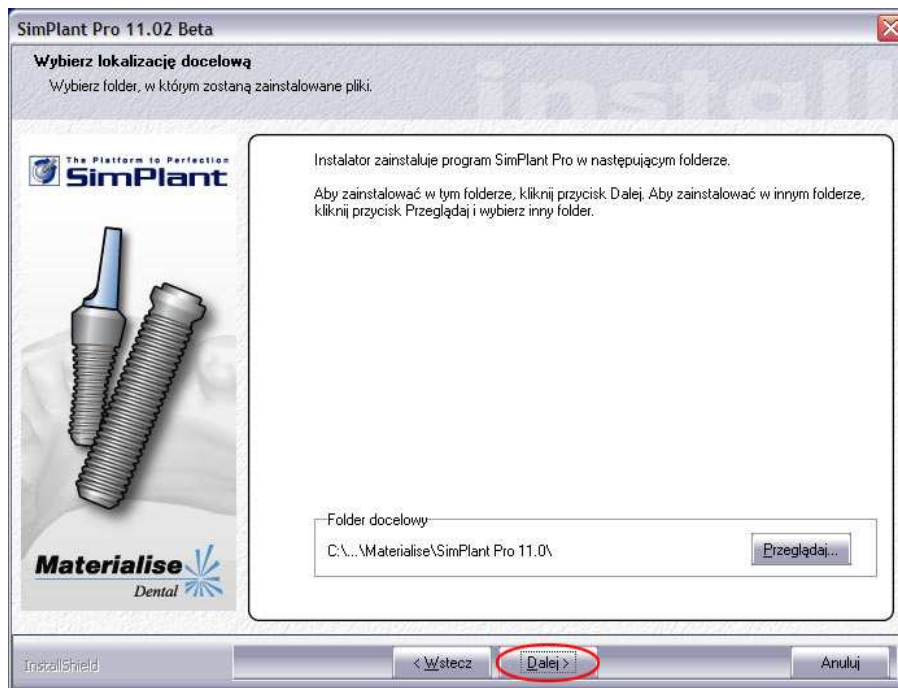 SimPlant Pro 11.02 Beta
Wybierz lokalizację docelową
Wybierz folder, w którym zostaną zainstalowane pliki.
install
The Platform to Perfection
SimPlant
Instalator zainstaluje program SimPlant Pro w następującym folderze.
Aby zainstalować w tym folderze, kliknij przycisk Dalej. Aby zainstalować w innym folderze,
kliknij przycisk Przeglądaj i wybierz inny folder.
Folder docelowy
C:\...\Materialise\SimPlant Pro 11.0\
Przeglądaj...
Materialise
Dental
InstallShield
< Wstecz
Dalej >
Anuluj